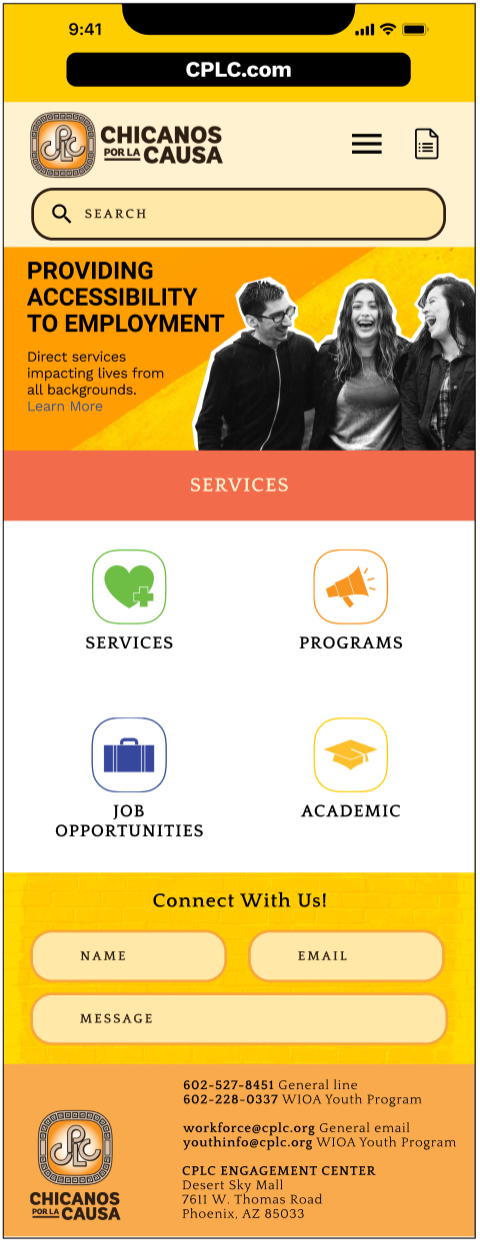 9:41
CPLC.com
CPLC
CHICANOS
POR LA CAUSA
SEARCH
PROVIDING
ACCESSIBILITY
TO EMPLOYMENT
Direct services
impacting lives from
all backgrounds.
Learn More
SERVICES
SERVICES
PROGRAMS
JOB
OPPORTUNITIES
ACADEMIC
Connect With Us!
NAME
EMAIL
MESSAGE
602-527-8451 General line
602-228-0337 WIOA Youth Program
workforce@cplc.org General email
youthinfo@cplc.org WIOA Youth Program
CPLC ENGAGEMENT CENTER
Desert Sky Mall
7611 W. Thomas Road
Phoenix, AZ 85033
CPLC
CHICANOS
POR LA CAUSA